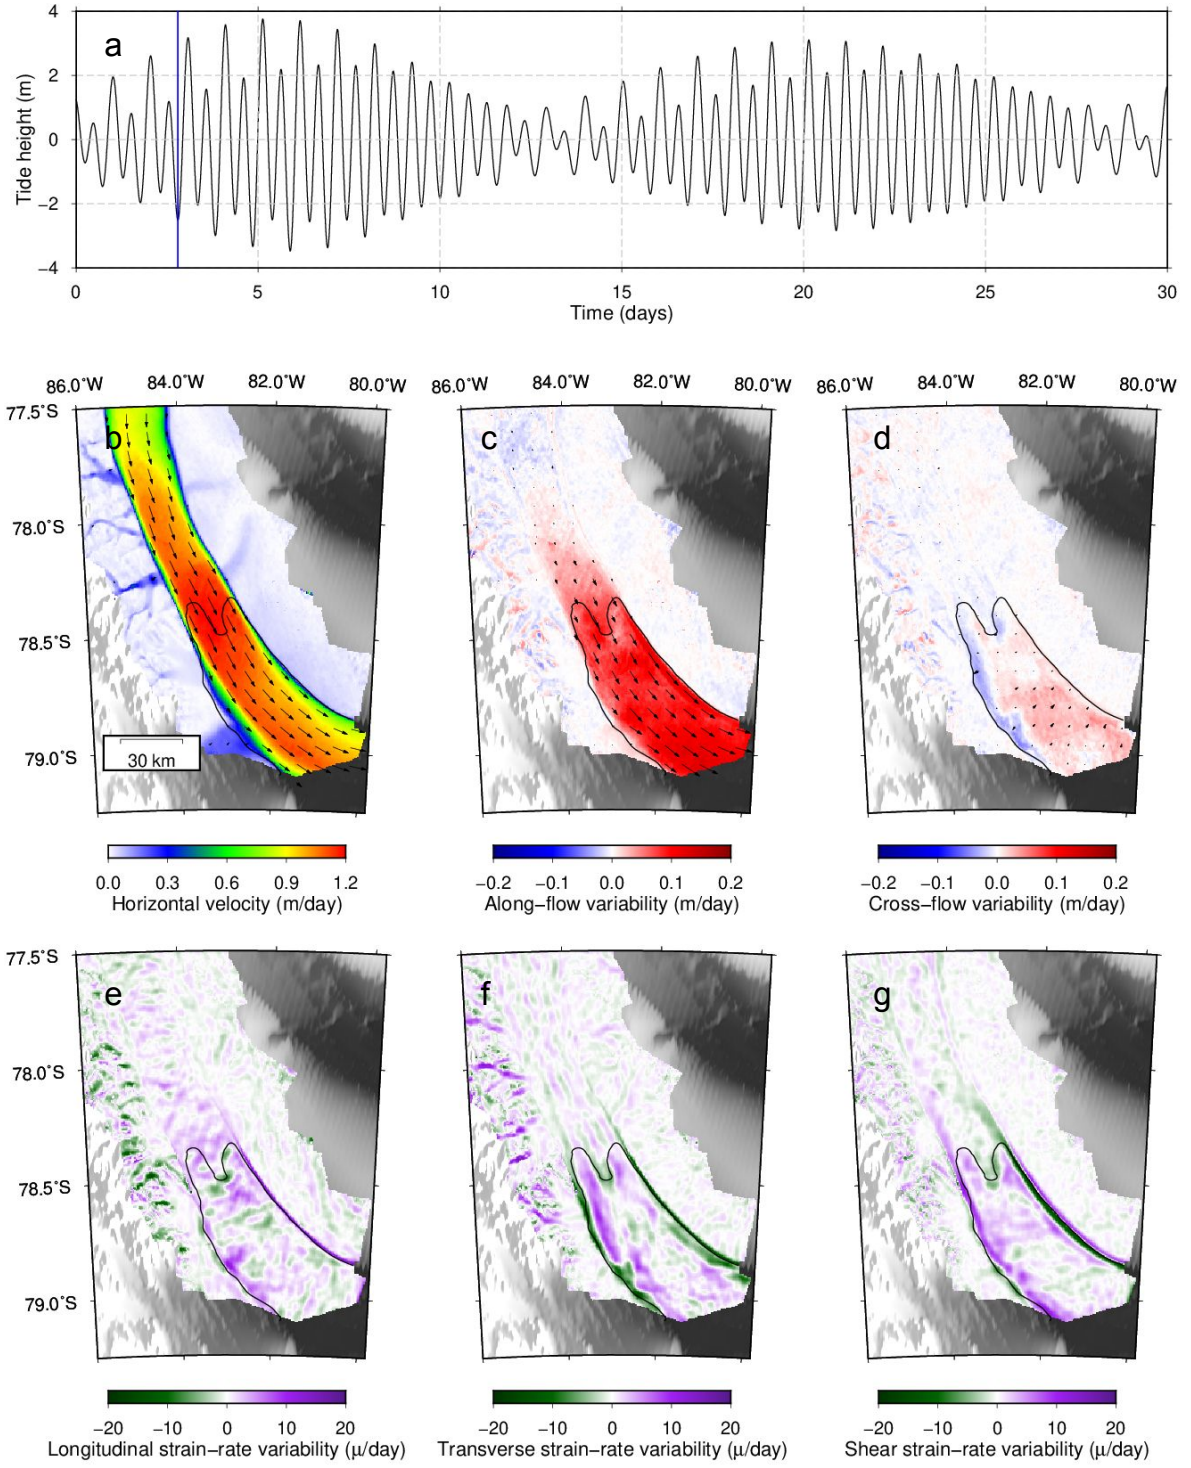 a
4
2
0
−2
−4
Tide height (m)
0 5 10 15 20 25 30
Time (days)
86.0˚W 84.0˚W 82.0˚W 80.0˚W 86.0˚W 84.0˚W 82.0˚W 80.0˚W 86.0˚W 84.0˚W 82.0˚W 80.0˚W
77.5˚S
b c d
78.0˚S
78.5˚S
79.0˚S
30 km
0.0 0.3 0.6 0.9 1.2 −0.2 −0.1 0.0 0.1 0.2 −0.2 −0.1 0.0 0.1 0.2
Horizontal velocity (m/day) Along−flow variability (m/day) Cross−flow variability (m/day)
77.5˚S
e f g
78.0˚S
78.5˚S
79.0˚S
−20 −10 0 10 20 −20 −10 0 10 20 −20 −10 0 10 20
Longitudinal strain−rate variability (μ/day) Transverse strain−rate variability (μ/day) Shear strain−rate variability (μ/day)